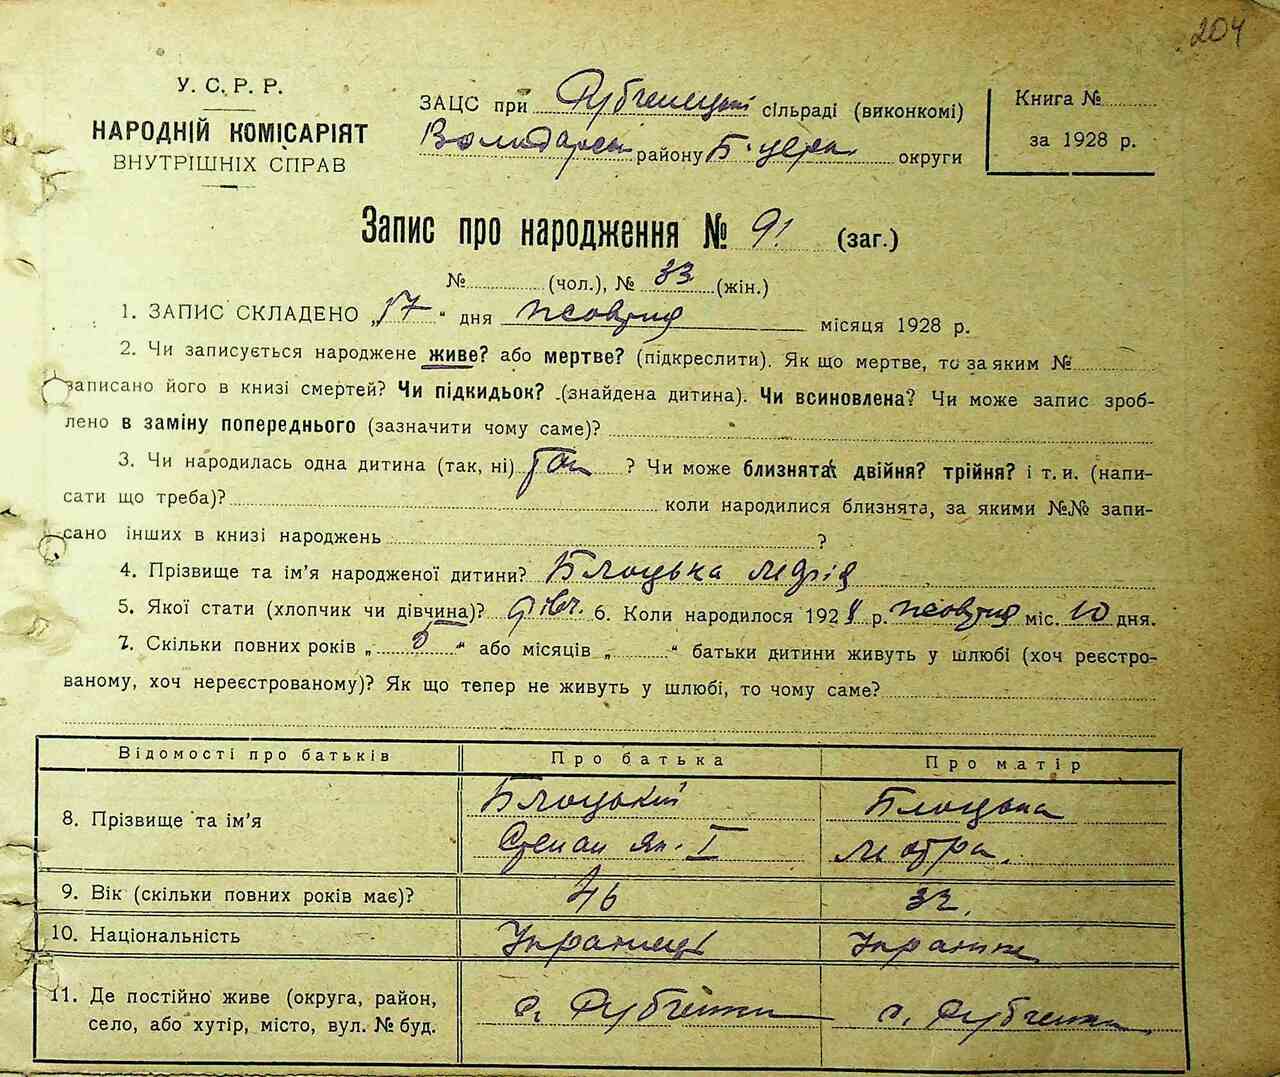 204
У. С. Р. Р.
НАРОДНІЙ КОМІСАРІЯТ
ВНУТРІШНІХ СПРАВ
ЗАЦС при Рубченецькі сільраді (виконкомі)
Володарськ району Б-церк округи
Книга №
за 1928 р.
Запис про народження № 91 (заг.)
№ (чол.), № 33 (жін.)
1. ЗАПИС СКЛАДЕНО „17" дня жовтня місяця 1928 р.
2. Чи записується народжене живе? або мертве? (підкреслити). Як що мертве, то за яким №
записано його в книзі смертей? Чи підкидьок? (знайдена дитина). Чи всиновлена? Чи може запис зроб-
лено в заміну попереднього (зазначити чому саме)?
3. Чи народилась одна дитина (так, ні) так ? Чи може близнята двійня? трійня? і т. и. (напи-
сати що треба)? коли народилися близнята, за якими №№ запи-
сано інших в книзі народжень ?
4. Прізвище та ім'я народженої дитини? Блоцька Марія
5. Якої стати (хлопчик чи дівчина)? дівч. 6. Коли народилося 1928 р. жовтня міс. 10 дня.
7. Скільки повних років „ 5 " або місяців „ " батьки дитини живуть у шлюбі (хоч реєстро-
ваному, хоч нереєстрованому)? Як що тепер не живуть у шлюбі, то чому саме?
Відомості про батьків Про батька Про матір
8. Прізвище та ім'я Блоцький Блоцька
Степан Як. І
9. Вік (скільки повних років має)? 46 32.
10. Національність Українець Українк
11. Де постійно живе (округа, район, с. Рубченки с. Рубченки
село, або хутір, місто, вул. № буд.